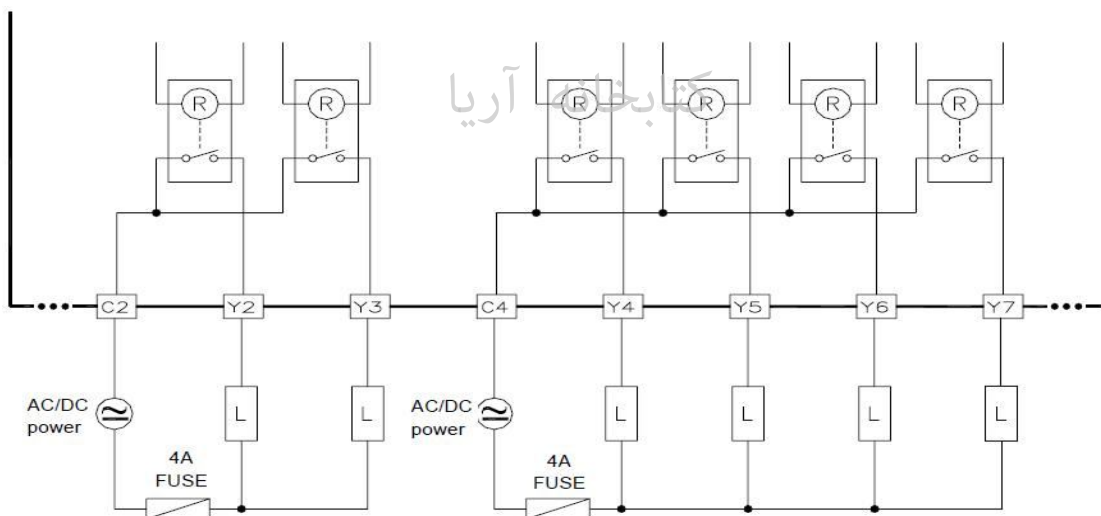 R R R R R R
کتابخانه آریا
C2 Y2 Y3 C4 Y4 Y5 Y6 Y7
AC/DC
power
L L
AC/DC
power
L L L L
4A
FUSE
4A
FUSE